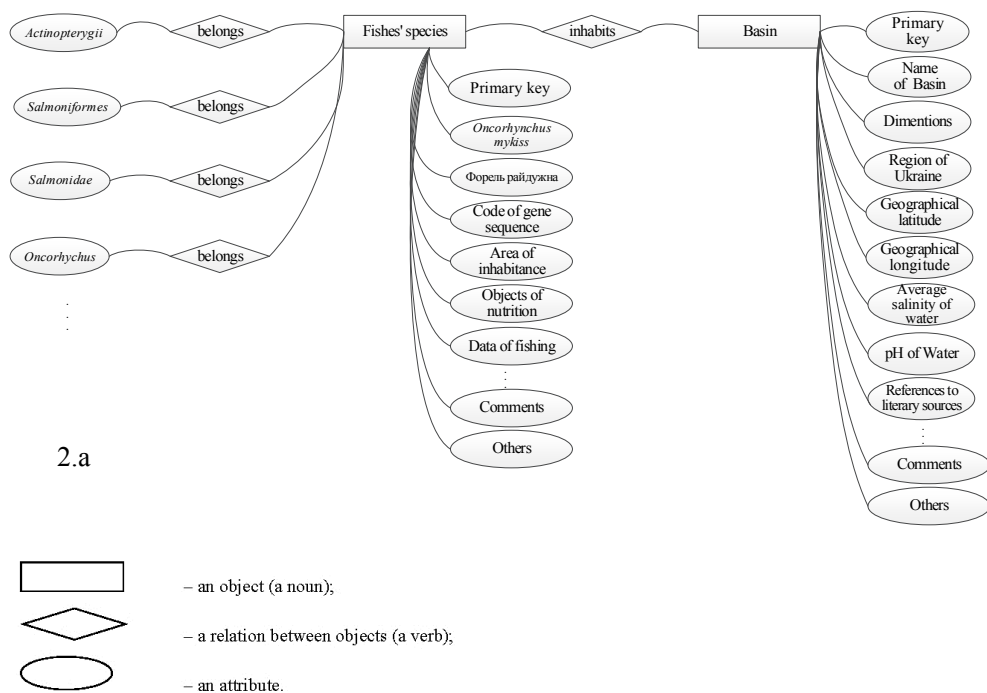 Actinopterygii
belongs
Fishes' species
inhabits
Basin
Salmoniformes
belongs
Salmonidae
belongs
Oncorhychus
belongs
Primary key
Oncorhynchus
mykiss
Форель райдужна
Code of gene
sequence
Area of
inhabitance
Objects of
nutrition
Data of fishing
Comments
Others
Primary
key
Name
of Basin
Dimentions
Region of
Ukraine
Geographical
latitude
Geographical
longitude
Average
salinity of
water
pH of Water
References to
literary sources
Comments
Others
2.a
– an object (a noun);
– a relation between objects (a verb);
– an attribute.